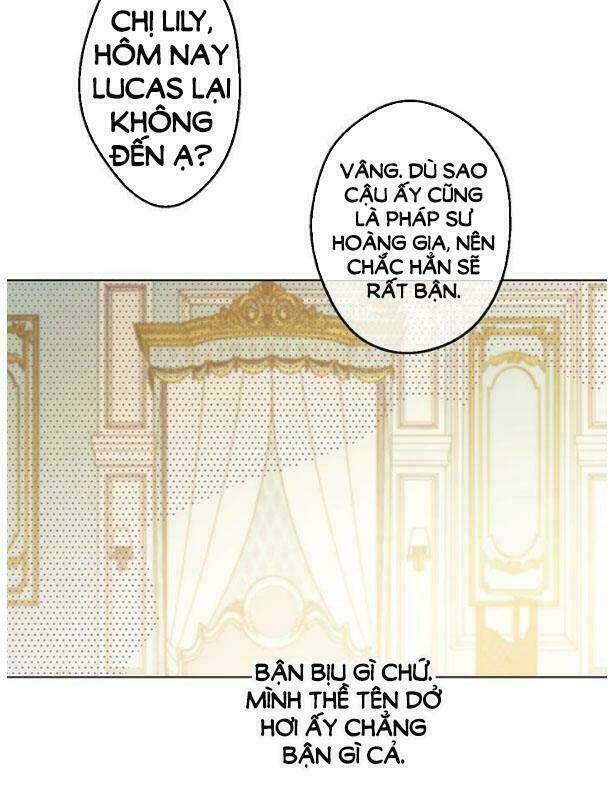 CHỊ LILY,
HÔM NAY
LUCAS LẠI
KHÔNG
ĐẾN Ạ?
VÂNG. DÙ SAO
CẬU ẤY CŨNG
LÀ PHÁP SƯ
HOÀNG GIA, NÊN
CHẮC HẲN SẼ
RẤT BẬN.
BẬN BỊU GÌ CHỨ.
MÌNH THỀ TÊN DỞ
HƠI ẤY CHẲNG
BẬN GÌ CẢ.